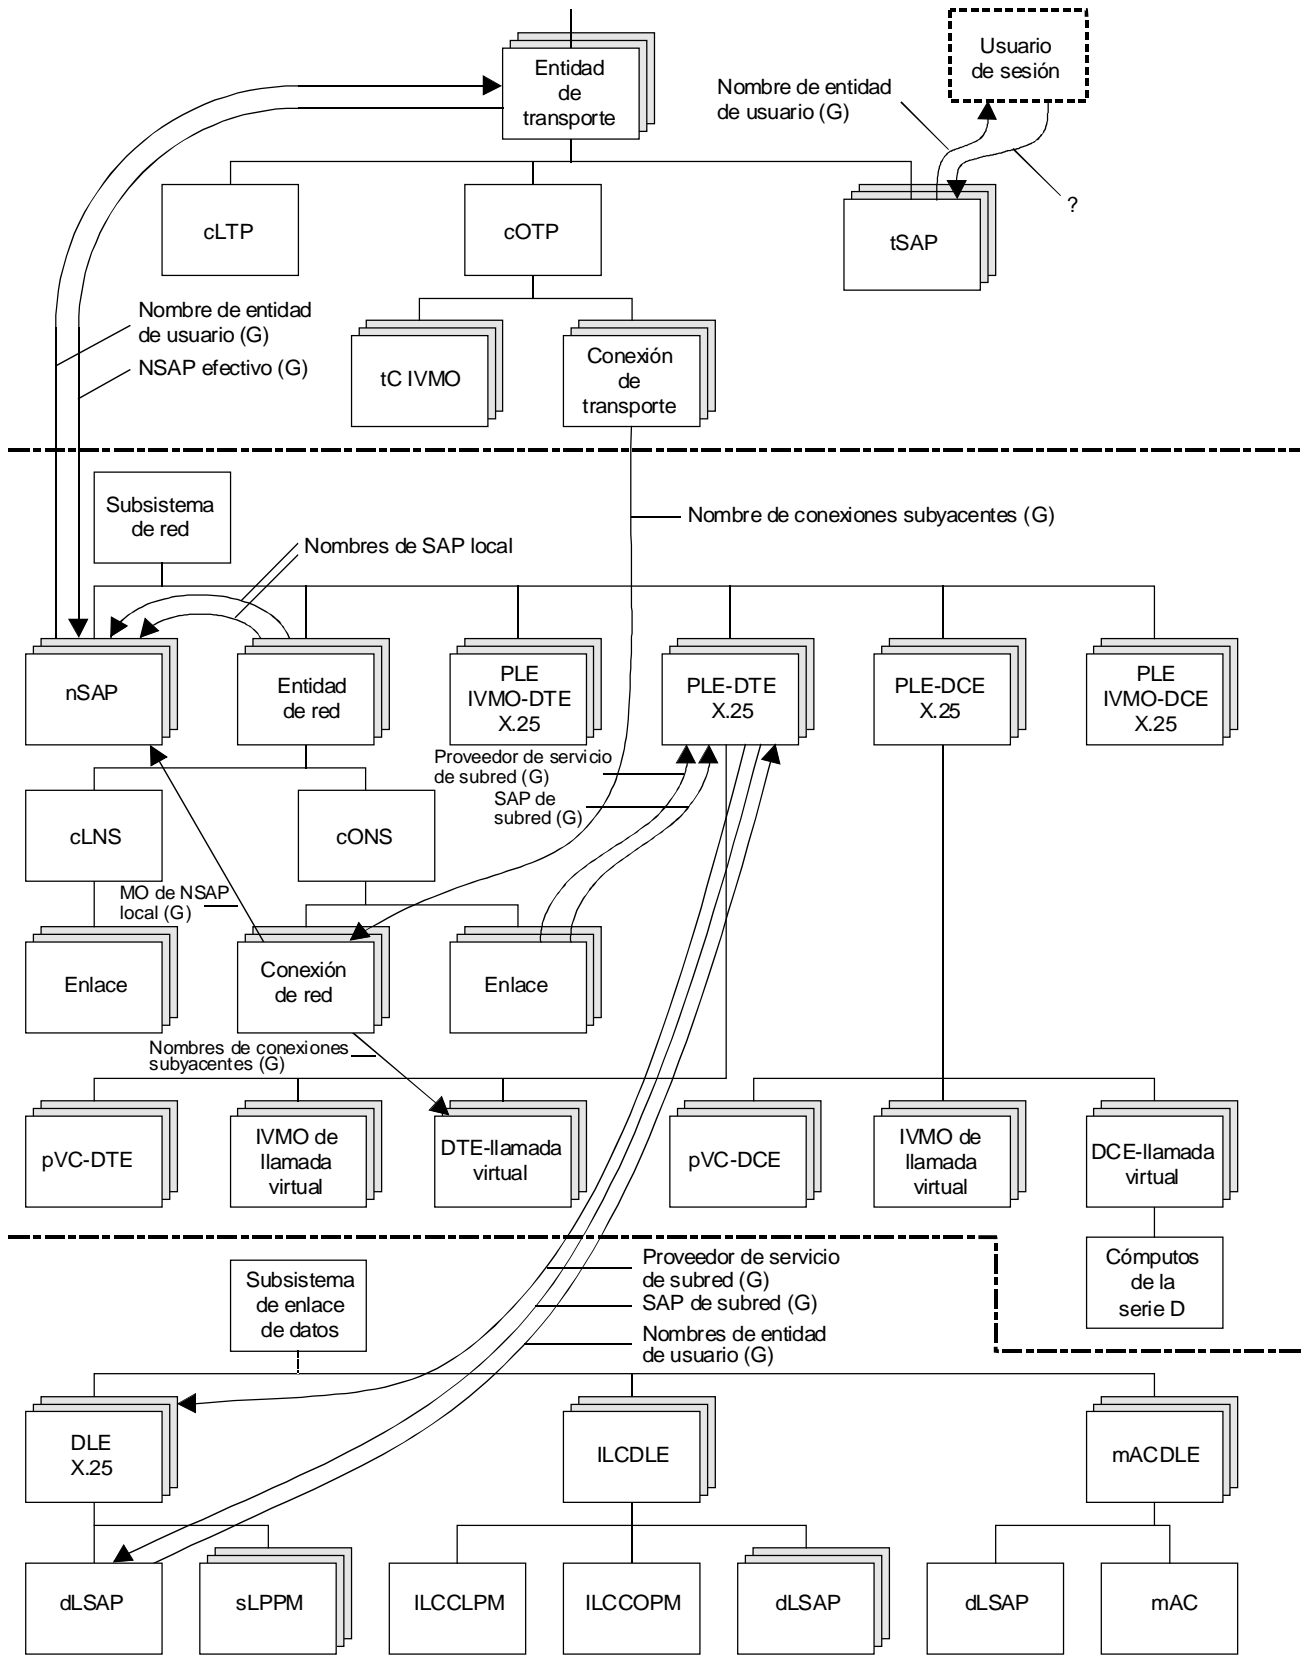 Usuario
de sesión
Entidad
de
transporte
Nombre de entidad
de usuario (G)
?
cLTP
cOTP
tSAP
Nombre de entidad
de usuario (G)
NSAP efectivo (G)
tC IVMO
Conexión
de
transporte
Subsistema
de red
Nombre de conexiones subyacentes (G)
Nombres de SAP local
nSAP
Entidad
de red
PLE
IVMO-DTE
X.25
PLE-DTE
X.25
PLE-DCE
X.25
PLE
IVMO-DCE
X.25
Proveedor de servicio
de subred (G)
SAP de
subred (G)
cLNS
cONS
MO de NSAP
local (G)
Enlace
Conexión
de red
Enlace
Nombres de conexiones
subyacentes (G)
pVC-DTE
IVMO de
llamada
virtual
DTE-llamada
virtual
pVC-DCE
IVMO de
llamada
virtual
DCE-llamada
virtual
Subsistema
de enlace
de datos
Proveedor de servicio
de subred (G)
SAP de subred (G)
Nombres de entidad
de usuario (G)
Cómputos
de la
serie D
DLE
X.25
lLCDLE
mACDLE
dLSAP
sLPPM
lLCCLPM
lLCCOPM
dLSAP
dLSAP
mAC